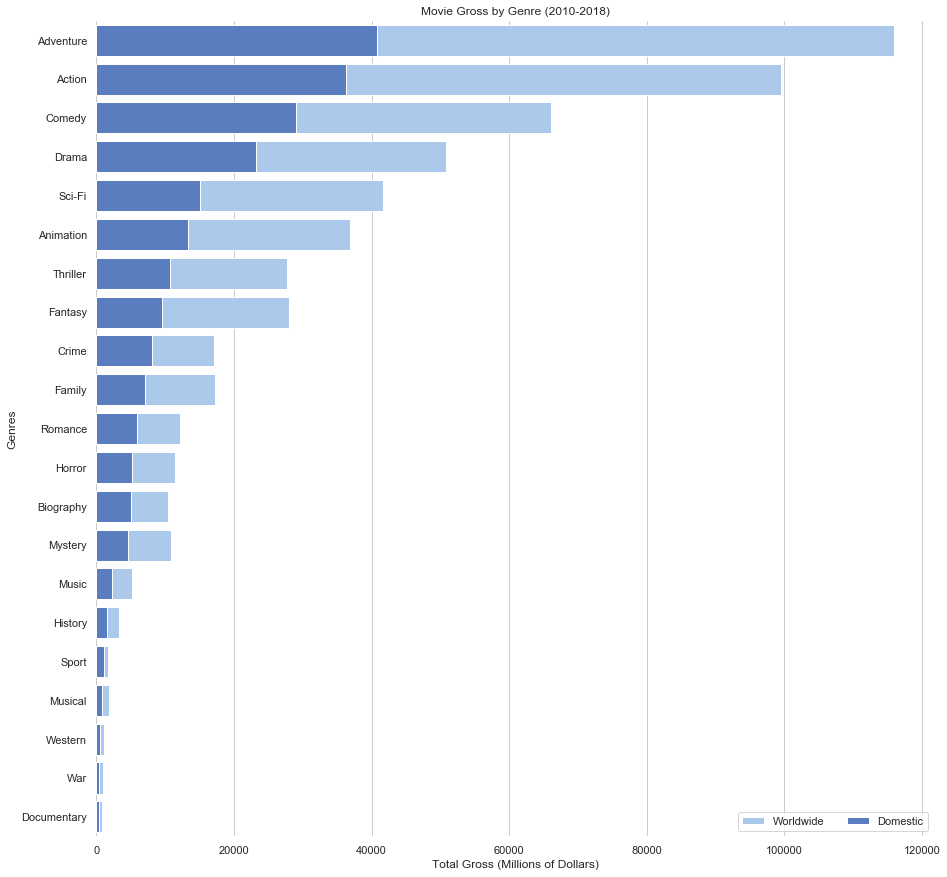 Movie Gross by Genre (2010-2018)
Adventure
Action
Comedy
Drama
Sci-Fi
Animation
Thriller
Fantasy
Crime
Family
Romance
Horror
Biography
Mystery
Music
History
Sport
Musical
Western
War
Documentary
Genres
Worldwide
Domestic
0 20000 40000 60000 80000 100000 120000
Total Gross (Millions of Dollars)